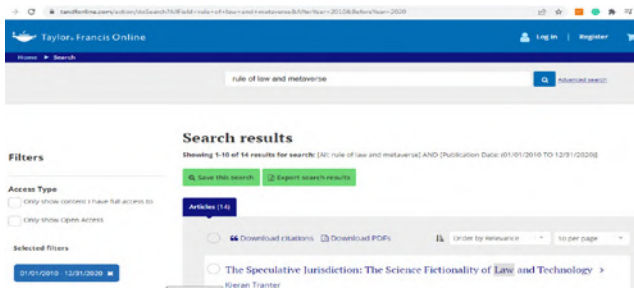 tandfonline.com/action/doSearch?AllField=rule+of+law+and+metaverse&AfterYear=2010&BeforeYear=2020
Taylor & Francis Online
Log in | Register
Home ▸ Search
rule of law and metaverse
Advanced search
Search results
Showing 1-10 of 14 results for search: [All: rule of law and metaverse] AND [Publication Date: (01/01/2010 TO 12/31/2020)]
Filters
Save this search
Export search results
Access Type
Only show content I have full access to
Only show Open Access
Articles (14)
Download citations
Download PDFs
Order by Relevance
10 per page
Selected filters
01/01/2010 - 12/31/2020
The Speculative Jurisdiction: The Science Fictionality of Law and Technology >
Kieran Tranter